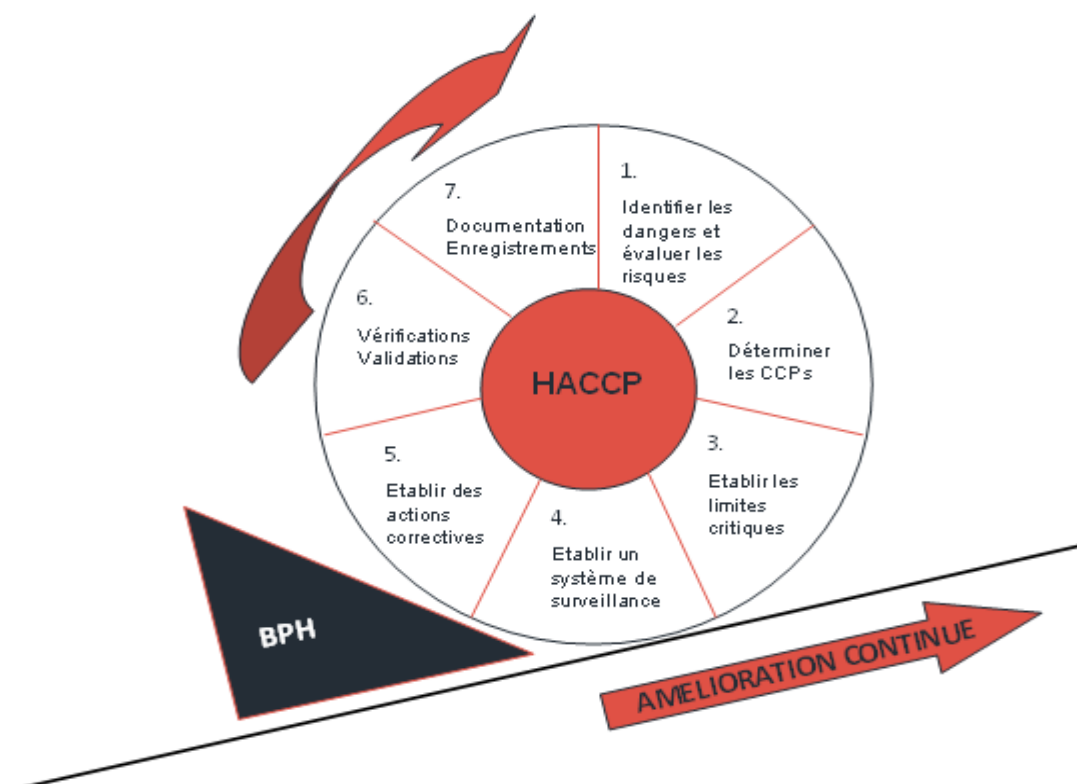 HACCP
1.
Identifier les
dangers et
évaluer les
risques
2.
Déterminer
les CCPs
3.
Etablir les
limites
critiques
4.
Etablir un
système de
surveillance
5.
Etablir des
actions
correctives
6.
Vérifications
Validations
7.
Documentation
Enregistrements
BPH
AMELIORATION CONTINUE